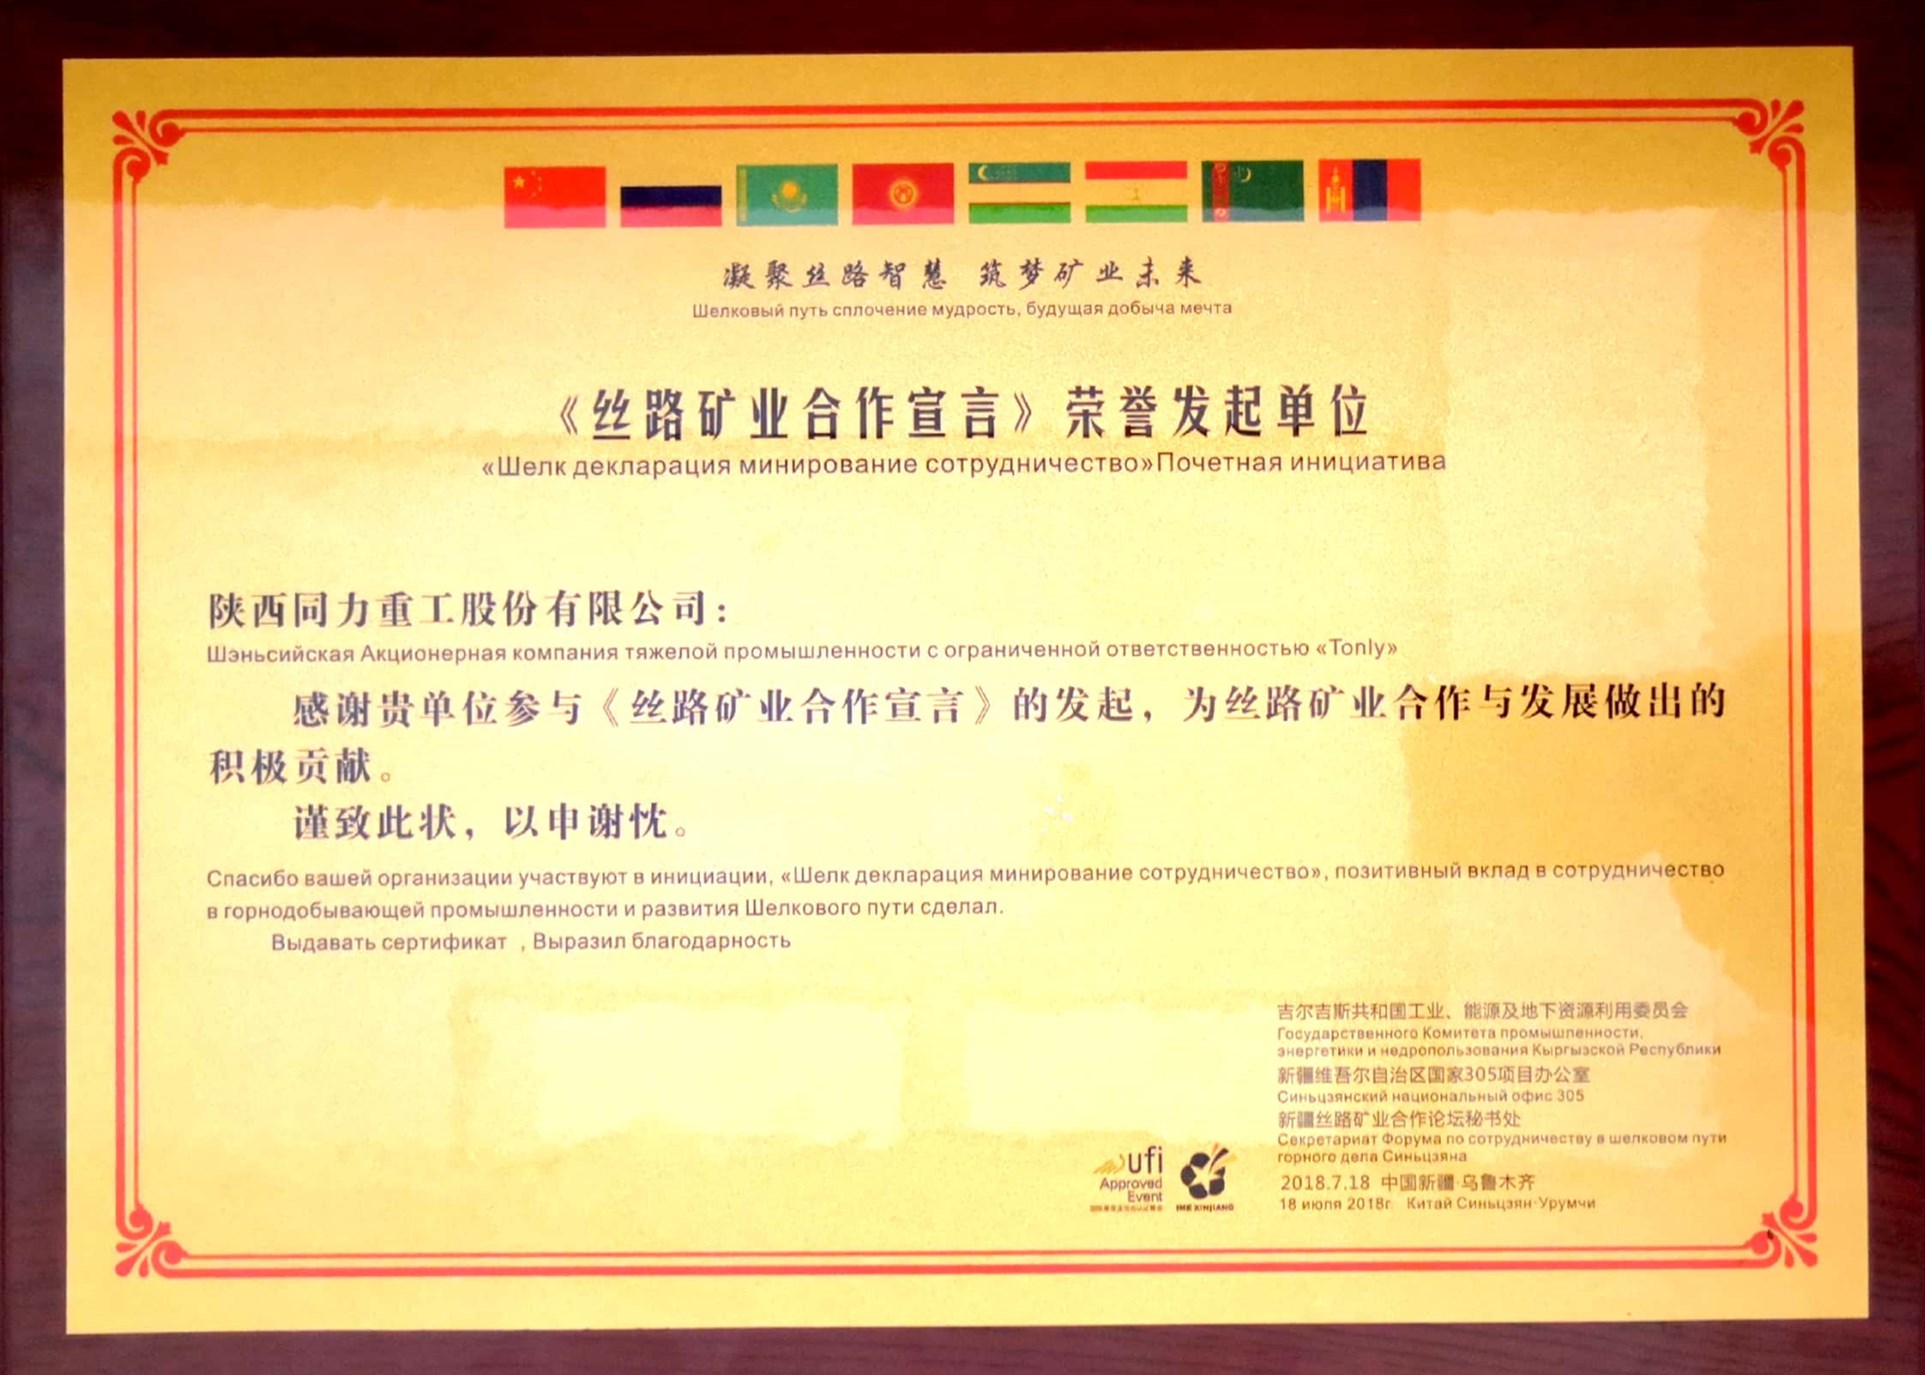 凝聚丝路智慧 筑梦矿业未来
Шелковый путь сплочение мудрость, будущая добыча мечта
《丝路矿业合作宣言》荣誉发起单位
«Шелк декларация минирование сотрудничество»Почетная инициатива
陕西同力重工股份有限公司：
Шэньсийская Акционерная компания тяжелой промышленности с ограниченной ответственностью «Tonly»
感谢贵单位参与《丝路矿业合作宣言》的发起，为丝路矿业合作与发展做出的
积极贡献。
谨致此状，以申谢忱。
Спасибо вашей организации участвуют в инициации, «Шелк декларация минирование сотрудничество», позитивный вклад в сотрудничество
в горнодобывающей промышленности и развития Шелкового пути сделал.
Выдавать сертификат , Выразил благодарность
吉尔吉斯共和国工业、能源及地下资源利用委员会
Государственного Комитета промышленности,
энергетики и недропользования Кыргызской Республики
新疆维吾尔自治区国家305项目办公室
Синьцзянский национальный офис 305
新疆丝路矿业合作论坛秘书处
Секретариат Форума по сотрудничеству в шелковом пути
горного дела Синьцзяна
2018.7.18 中国新疆·乌鲁木齐
18 июля 2018г. Китай Синьцзян·Урумчи
ufi
Approved
Event
IME XINJIANG